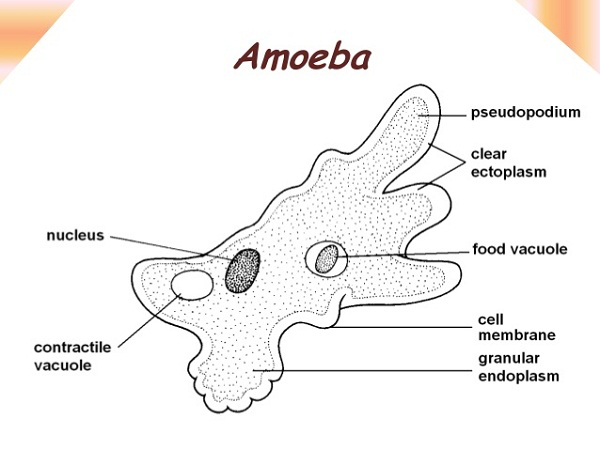 Amoeba
pseudopodium
clear
ectoplasm
nucleus
food vacuole
cell
membrane
contractile
vacuole
granular
endoplasm